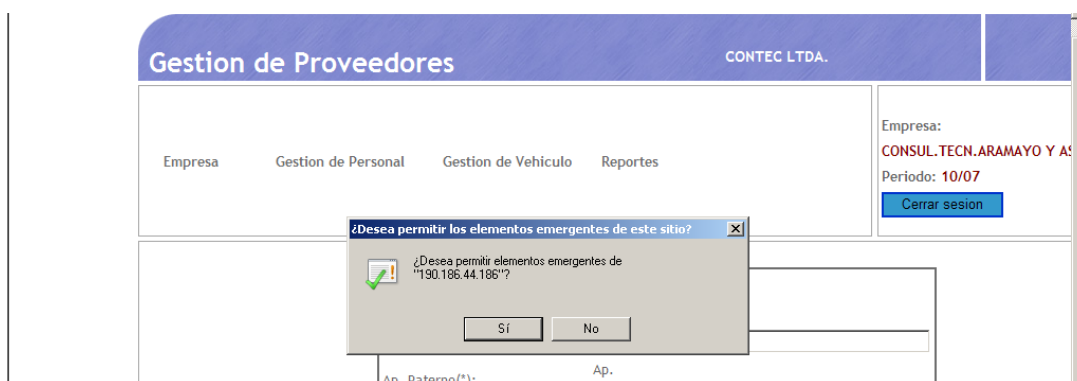 Gestion de Proveedores
CONTEC LTDA.
Empresa
Gestion de Personal
Gestion de Vehiculo
Reportes
Empresa:
CONSUL.TECN.ARAMAYO Y
Periodo: 10/07
Cerrar sesion
¿Desea permitir los elementos emergentes de este sitio?
¿Desea permitir elementos emergentes de
"190.186.44.186"?
Sí
No
Ap. Paterno(*):
Ap.